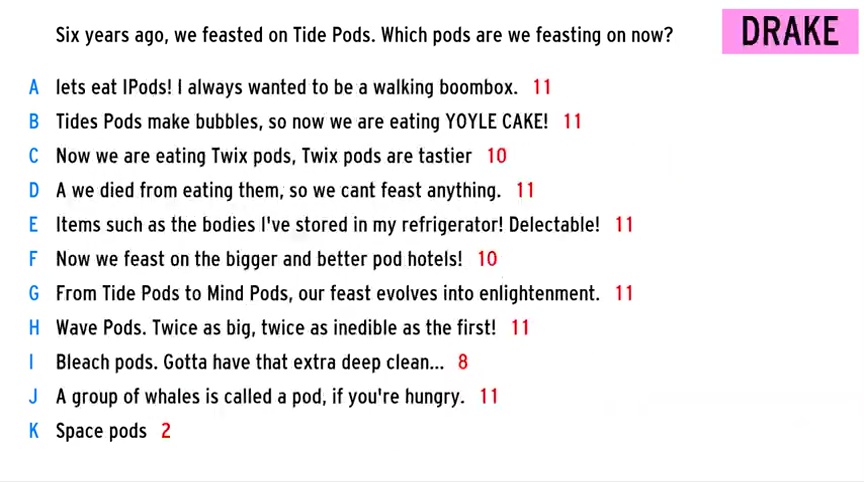 Six years ago, we feasted on Tide Pods. Which pods are we feasting on now?
DRAKE
A lets eat IPods! I always wanted to be a walking boombox. 11
B Tides Pods make bubbles, so now we are eating YOYLE CAKE! 11
C Now we are eating Twix pods, Twix pods are tastier 10
D A we died from eating them, so we cant feast anything. 11
E Items such as the bodies I've stored in my refrigerator! Delectable! 11
F Now we feast on the bigger and better pod hotels! 10
G From Tide Pods to Mind Pods, our feast evolves into enlightenment. 11
H Wave Pods. Twice as big, twice as inedible as the first! 11
I Bleach pods. Gotta have that extra deep clean... 8
J A group of whales is called a pod, if you're hungry. 11
K Space pods 2